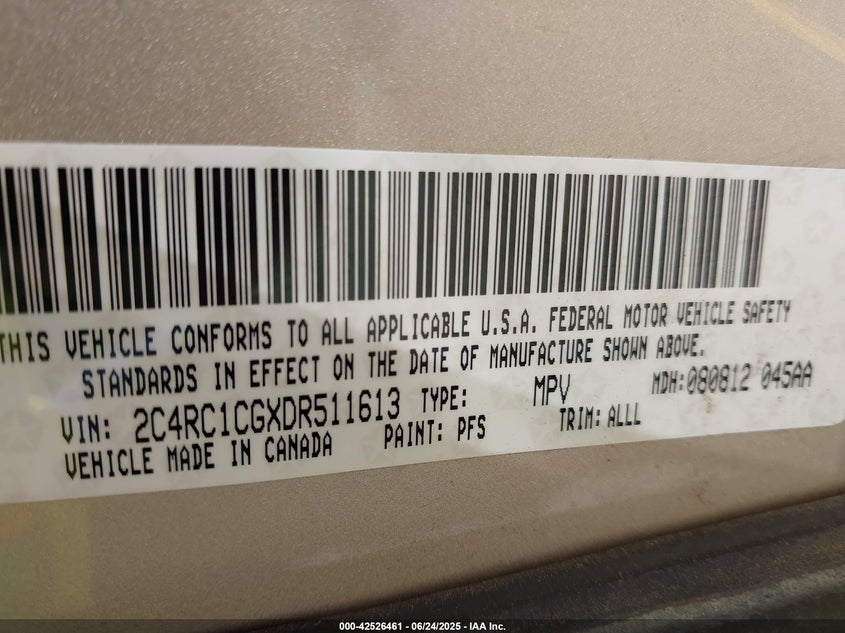 THIS VEHICLE CONFORMS TO ALL APPLICABLE U.S.A. FEDERAL MOTOR VEHICLE SAFETY
STANDARDS IN EFFECT ON THE DATE OF MANUFACTURE SHOWN ABOVE.
VIN: 2C4RC1CGXDR511613 TYPE: MPV MDH:080812 045AA
VEHICLE MADE IN CANADA PAINT: PFS TRIM: ALLL
000-42526461 - 06/24/2025 - IAA Inc.